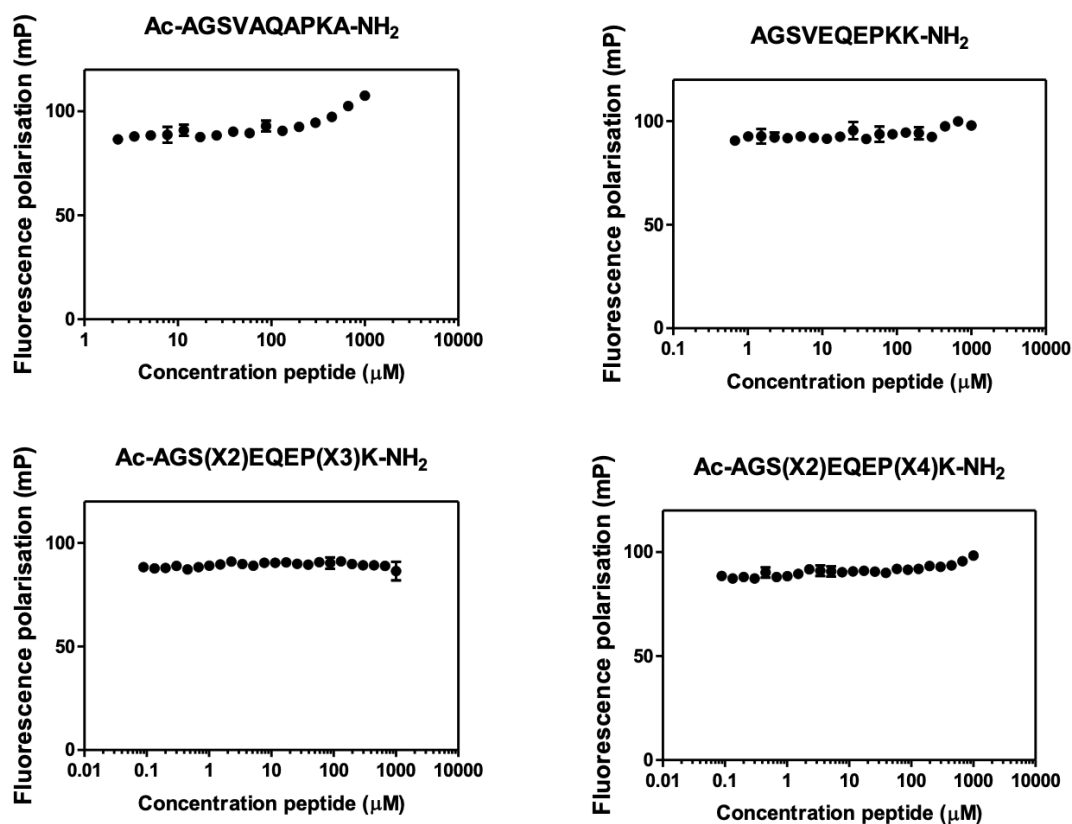 Ac-AGSVAQAPKA-NH2
Fluorescence polarisation (mP)
100
50
0
1 10 100 1000 10000
Concentration peptide (μM)
AGSVEQEPKK-NH2
Fluorescence polarisation (mP)
100
50
0
0.1 1 10 100 1000 10000
Concentration peptide (μM)
Ac-AGS(X2)EQEP(X3)K-NH2
Fluorescence polarisation (mP)
100
50
0
0.01 0.1 1 10 100 1000 10000
Concentration peptide (μM)
Ac-AGS(X2)EQEP(X4)K-NH2
Fluorescence polarisation (mP)
100
50
0
0.01 0.1 1 10 100 1000 10000
Concentration peptide (μM)